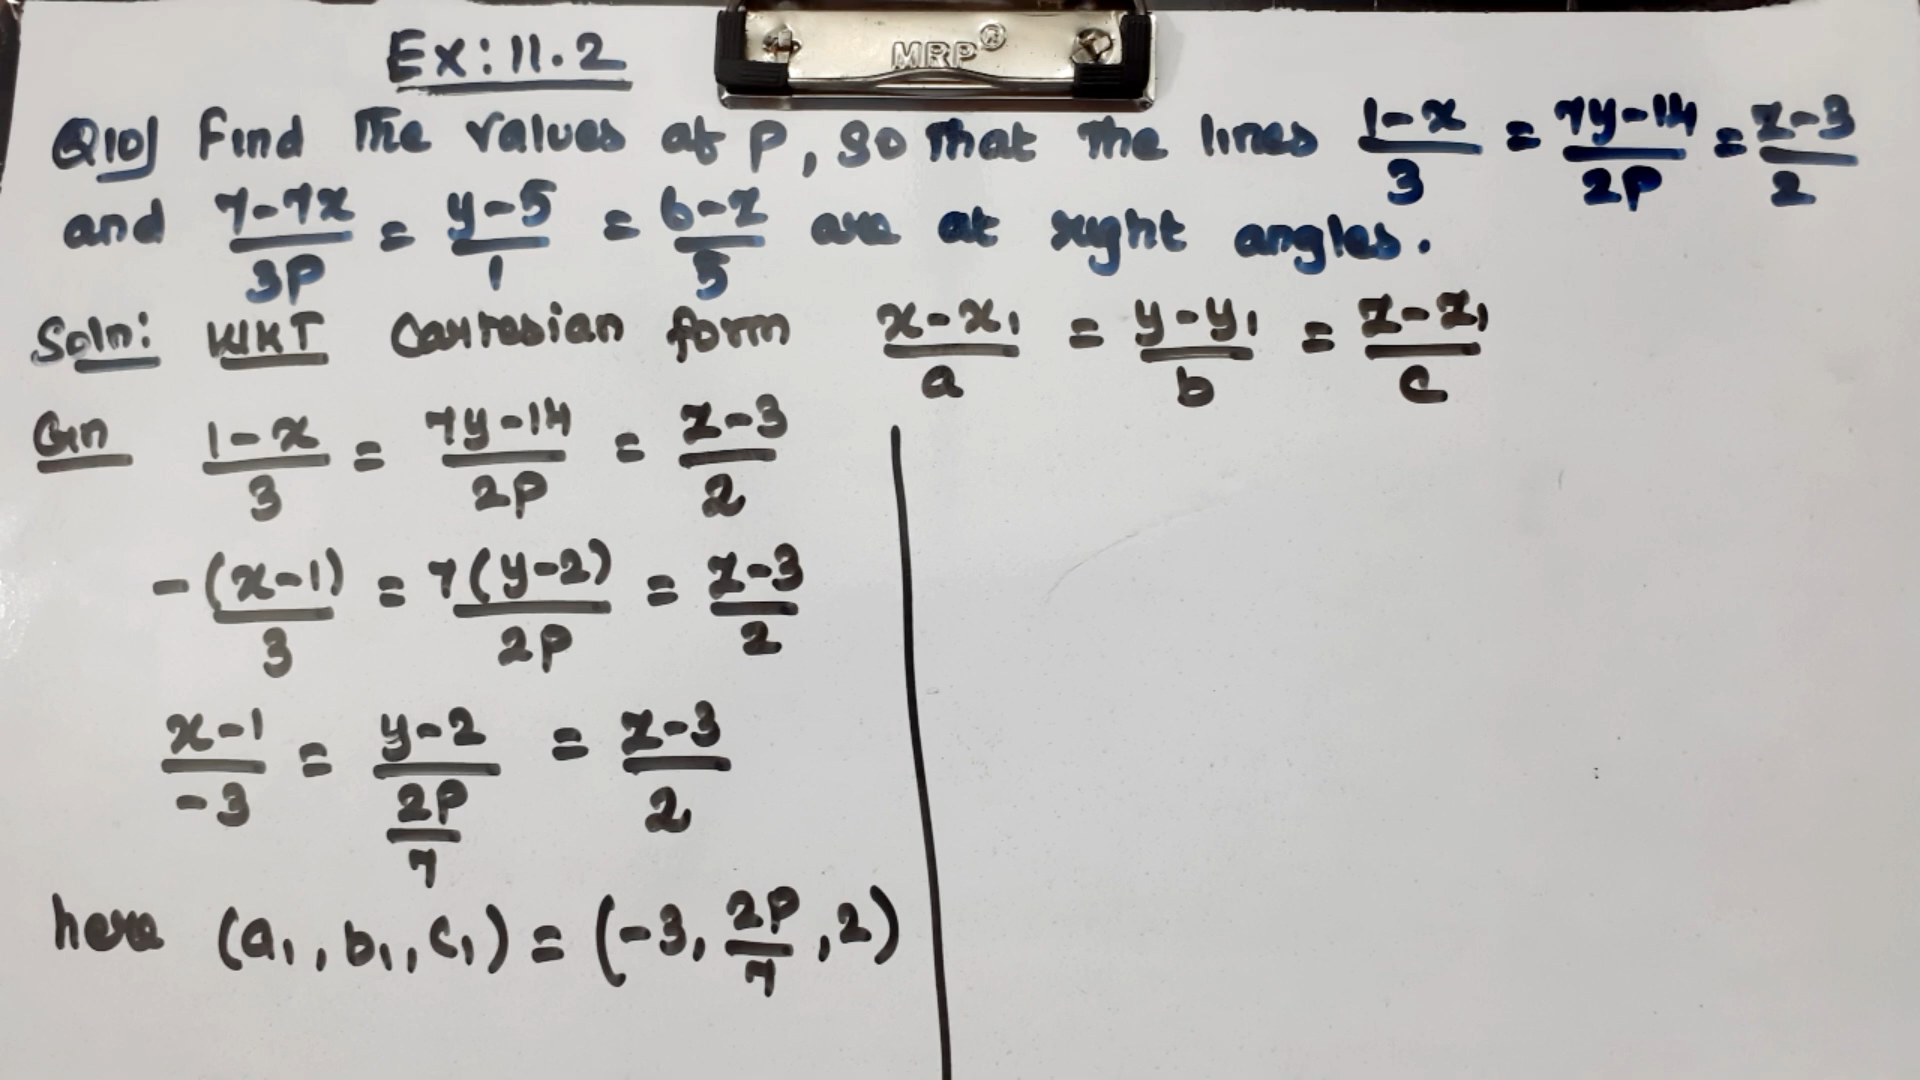 MRP®
Ex: 11.2
Q10) Find The values of P, so that the lines 1-x/3 = 7y-14/2P = z-3/2
and 7-7x/3P = y-5/1 = 6-z/5 are at right angles.
Soln: WKT Cartesian form x-x₁/a = y-y₁/b = z-z₁/c
Gn 1-x/3 = 7y-14/2P = z-3/2
-(x-1)/3 = 7(y-2)/2P = z-3/2
x-1/-3 = y-2/2P/7 = z-3/2
here (a₁, b₁, c₁) = (-3, 2P/7, 2)